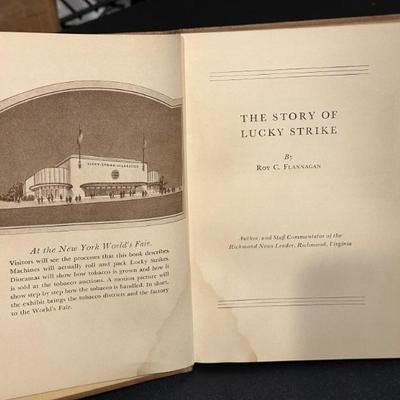 LUCKY STRIKE CIGARETTES
At the New York World's Fair.
Visitors will see the processes that this book describes.
Machines will actually roll and pack Lucky Strikes.
Dioramas will show how tobacco is grown and how it
is sold at the tobacco auctions. A motion picture will
show step by step how the tobacco is handled. In short,
the exhibit brings the tobacco districts and the factory
to the World's Fair.
THE STORY OF
LUCKY STRIKE
By
ROY C. FLANNAGAN
Author, and Staff Commentator of the
Richmond News Leader, Richmond, Virginia